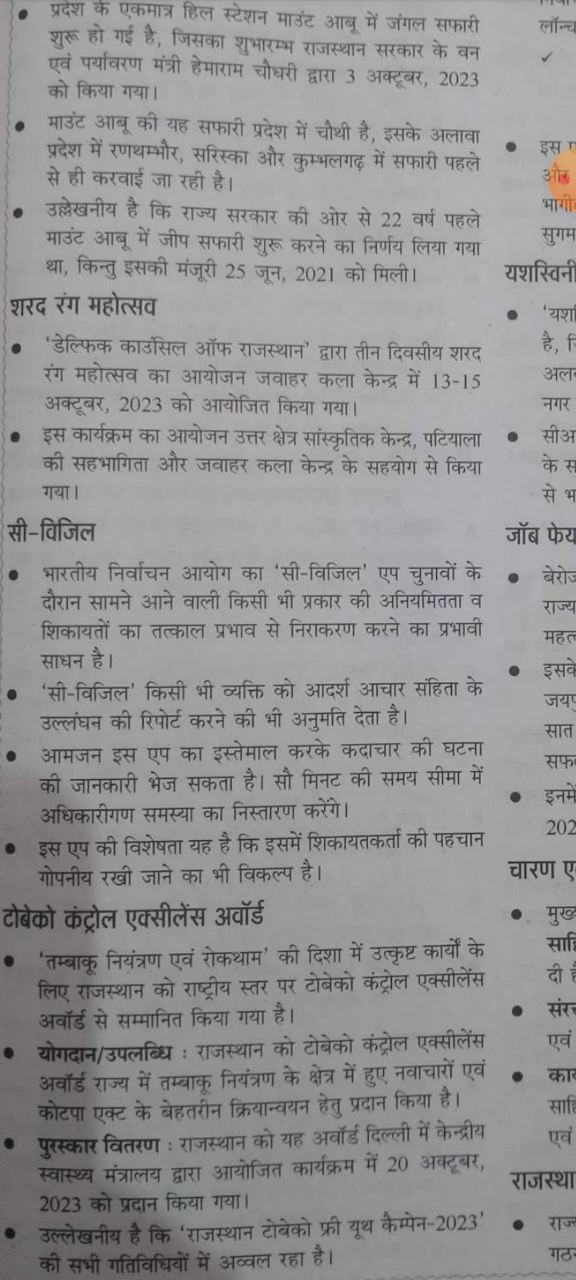 • प्रदेश के एकमात्र हिल स्टेशन माउंट आबू में जंगल सफारी
शुरू हो गई है, जिसका शुभारम्भ राजस्थान सरकार के वन
एवं पर्यावरण मंत्री हेमाराम चौधरी द्वारा 3 अक्टूबर, 2023
को किया गया।
• माउंट आबू की यह सफारी प्रदेश में चौथी है, इसके अलावा
प्रदेश में रणथम्भौर, सरिस्का और कुम्भलगढ़ में सफारी पहले
से ही करवाई जा रही है।
• उल्लेखनीय है कि राज्य सरकार की ओर से 22 वर्ष पहले
माउंट आबू में जीप सफारी शुरू करने का निर्णय लिया गया
था, किन्तु इसकी मंजूरी 25 जून, 2021 को मिली।
शरद रंग महोत्सव
• 'डेल्फिक काउंसिल ऑफ राजस्थान' द्वारा तीन दिवसीय शरद
रंग महोत्सव का आयोजन जवाहर कला केन्द्र में 13-15
अक्टूबर, 2023 को आयोजित किया गया।
• इस कार्यक्रम का आयोजन उत्तर क्षेत्र सांस्कृतिक केन्द्र, पटियाला
की सहभागिता और जवाहर कला केन्द्र के सहयोग से किया
गया।
सी-विजिल
• भारतीय निर्वाचन आयोग का 'सी-विजिल' एप चुनावों के
दौरान सामने आने वाली किसी भी प्रकार की अनियमितता व
शिकायतों का तत्काल प्रभाव से निराकरण करने का प्रभावी
साधन है।
• 'सी-विजिल' किसी भी व्यक्ति को आदर्श आचार संहिता के
उल्लंघन की रिपोर्ट करने की भी अनुमति देता है।
• आमजन इस एप का इस्तेमाल करके कदाचार की घटना
की जानकारी भेज सकता है। सौ मिनट की समय सीमा में
अधिकारीगण समस्या का निस्तारण करेंगे।
• इस एप की विशेषता यह है कि इसमें शिकायतकर्ता की पहचान
गोपनीय रखी जाने का भी विकल्प है।
टोबेको कंट्रोल एक्सीलेंस अवॉर्ड
• 'तम्बाकू नियंत्रण एवं रोकथाम' की दिशा में उत्कृष्ट कार्यों के
लिए राजस्थान को राष्ट्रीय स्तर पर टोबेको कंट्रोल एक्सीलेंस
अवॉर्ड से सम्मानित किया गया है।
• योगदान/उपलब्धि : राजस्थान को टोबेको कंट्रोल एक्सीलेंस
अवॉर्ड राज्य में तम्बाकू नियंत्रण के क्षेत्र में हुए नवाचारों एवं
कोटपा एक्ट के बेहतरीन क्रियान्वयन हेतु प्रदान किया है।
• पुरस्कार वितरण : राजस्थान को यह अवॉर्ड दिल्ली में केन्द्रीय
स्वास्थ्य मंत्रालय द्वारा आयोजित कार्यक्रम में 20 अक्टूबर,
2023 को प्रदान किया गया।
• उल्लेखनीय है कि 'राजस्थान टोबेको फ्री यूथ कैम्पेन-2023'
की सभी गतिविधियों में अव्वल रहा है।
✓
• इस
और
सुगम
यशस्विनी
है,
नगर
•
के
से
•
राज्य
• इसके
सात
• इनमें
202
चारण
•
दी
•
एवं
•
एवं
•